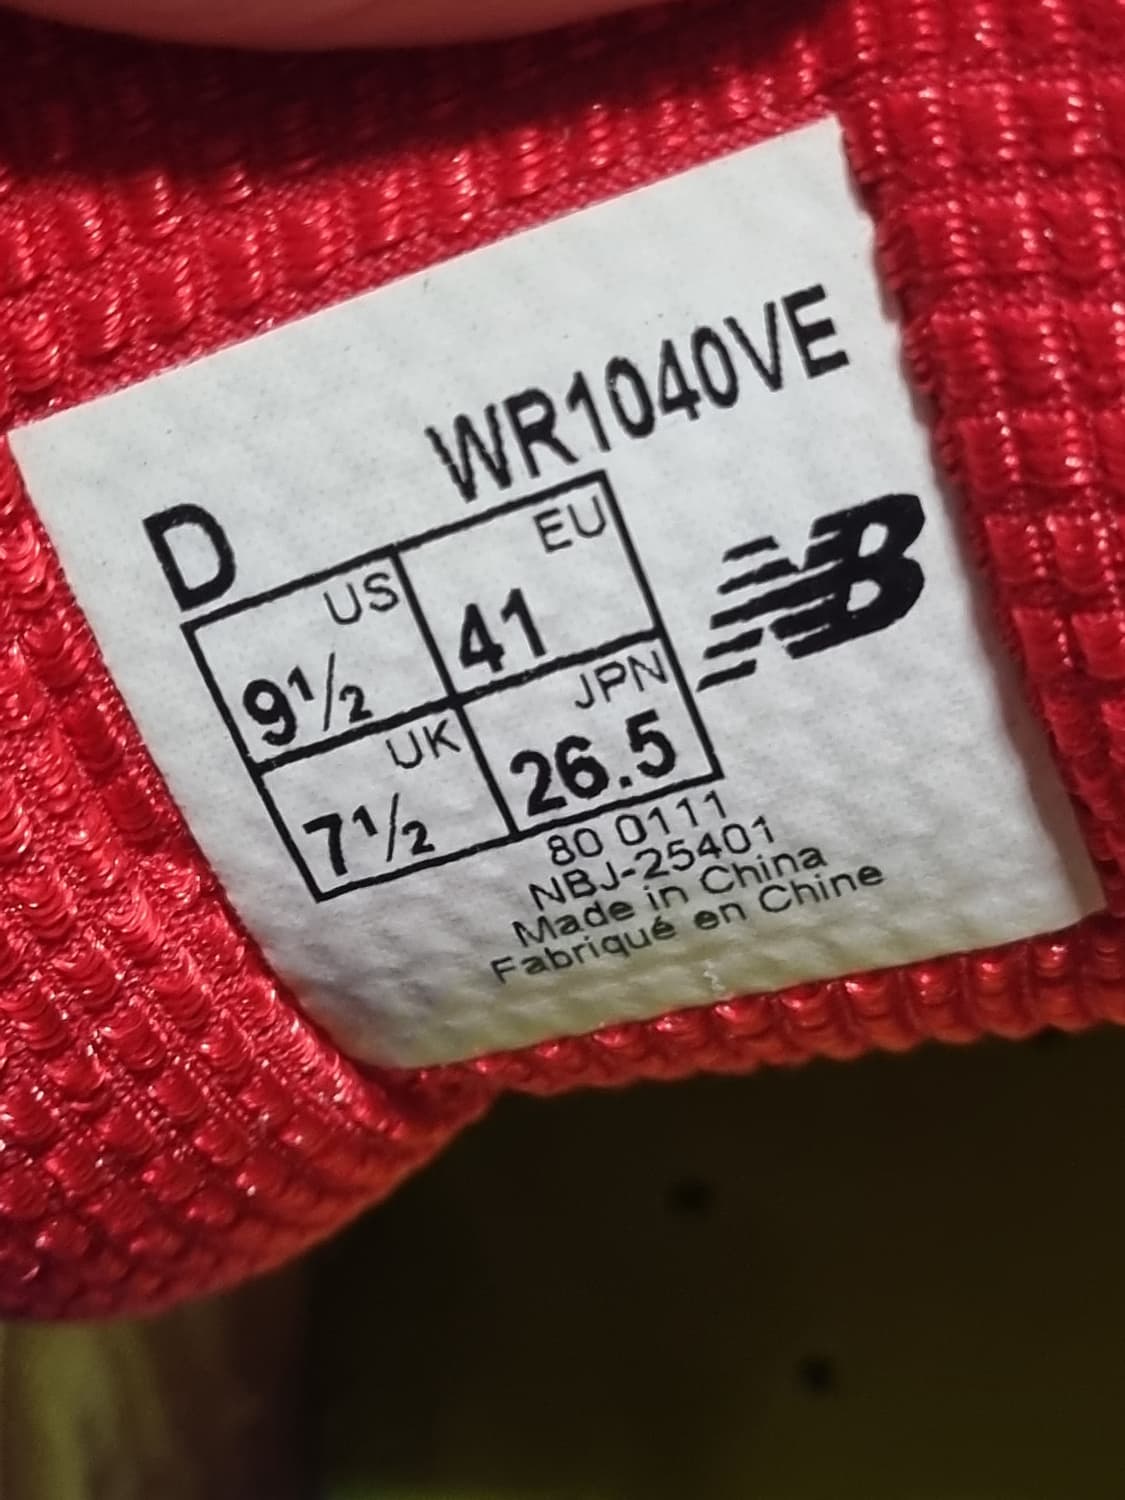 WR1040VE
D
US
9½
EU
41
UK
7½
JPN
26.5
NB
80 0111
NBJ-25401
Made in China
Fabriqué en Chine